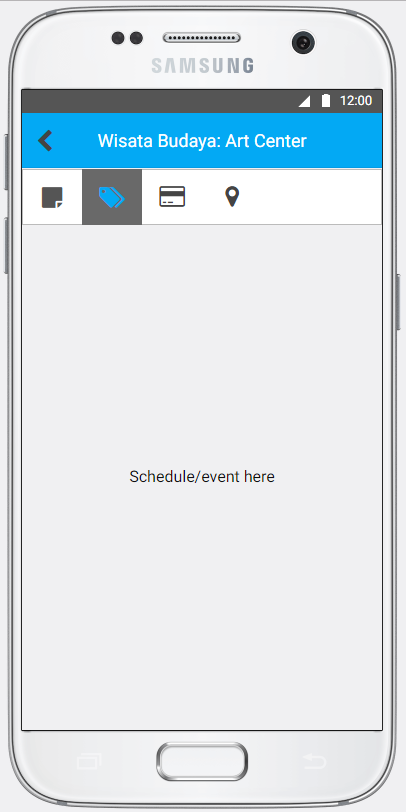 SAMSUNG
12:00
Wisata Budaya: Art Center
Schedule/event here